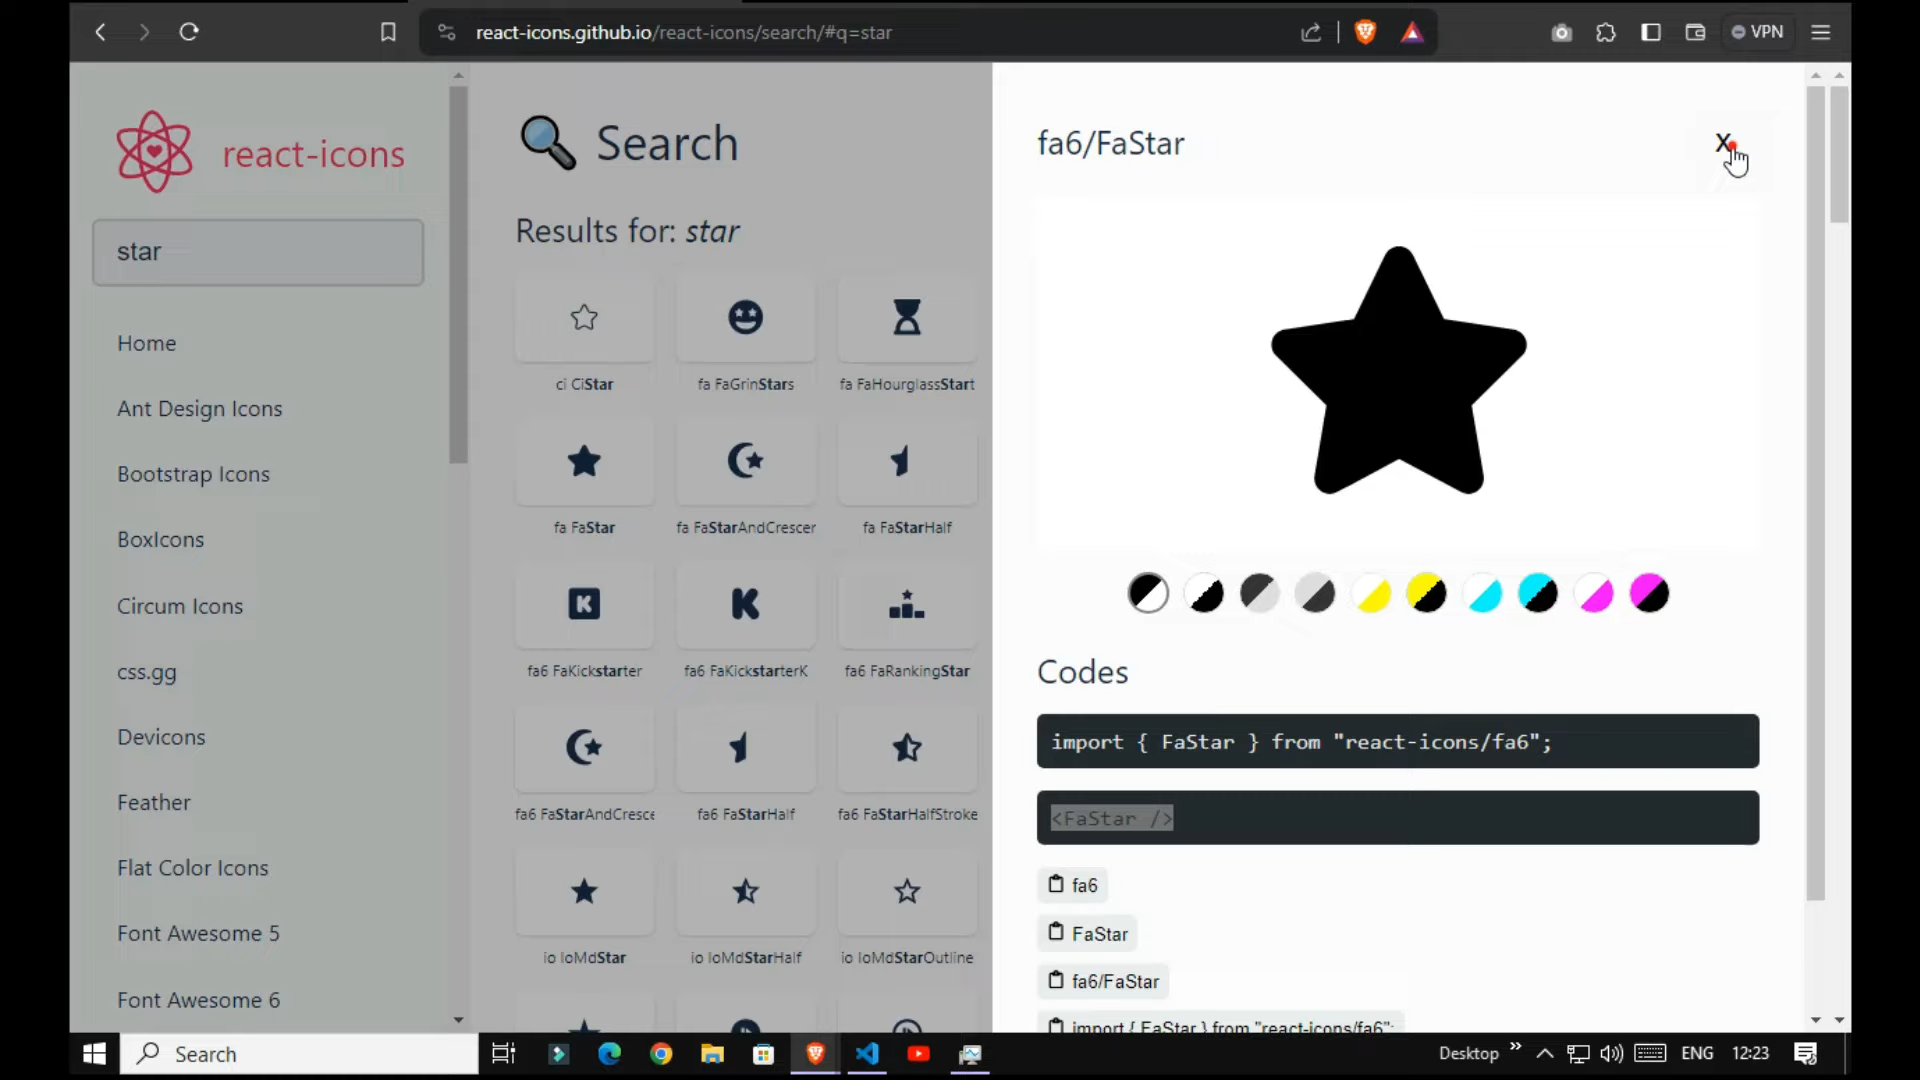 react-icons.github.io/react-icons/search/#q=star
VPN
react-icons
star
Home
Ant Design Icons
Bootstrap Icons
BoxIcons
Circum Icons
css.gg
Devicons
Feather
Flat Color Icons
Font Awesome 5
Font Awesome 6
Search
Results for: star
ci CiStar
fa FaGrinStars
fa FaHourglassStart
fa FaStar
fa FaStarAndCrescer
fa FaStarHalf
fa6 FaKickstarter
fa6 FaKickstarterK
fa6 FaRankingStar
fa6 FaStarAndCresce
fa6 FaStarHalf
fa6 FaStarHalfStroke
io IoMdStar
io IoMdStarHalf
io IoMdStarOutline
fa6/FaStar
X
Codes
import { FaStar } from "react-icons/fa6";
<FaStar />
fa6
FaStar
fa6/FaStar
import { FaStar } from "react-icons/fa6";
Search
Desktop
ENG
12:23